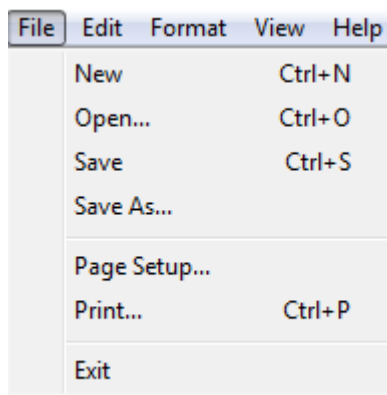 File Edit Format View Help
New Ctrl+N
Open... Ctrl+O
Save Ctrl+S
Save As...
Page Setup...
Print... Ctrl+P
Exit